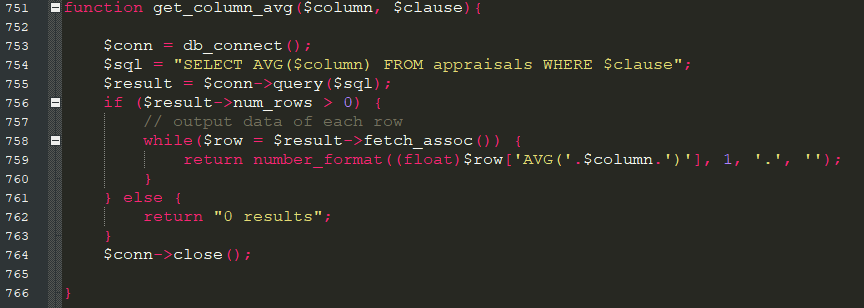 751 function get_column_avg($column, $clause){
752
753 $conn = db_connect();
754 $sql = "SELECT AVG($column) FROM appraisals WHERE $clause";
755 $result = $conn->query($sql);
756 if ($result->num_rows > 0) {
757 // output data of each row
758 while($row = $result->fetch_assoc()) {
759 return number_format((float)$row['AVG('.$column.')'], 1, '.', '');
760 }
761 } else {
762 return "0 results";
763 }
764 $conn->close();
765
766 }